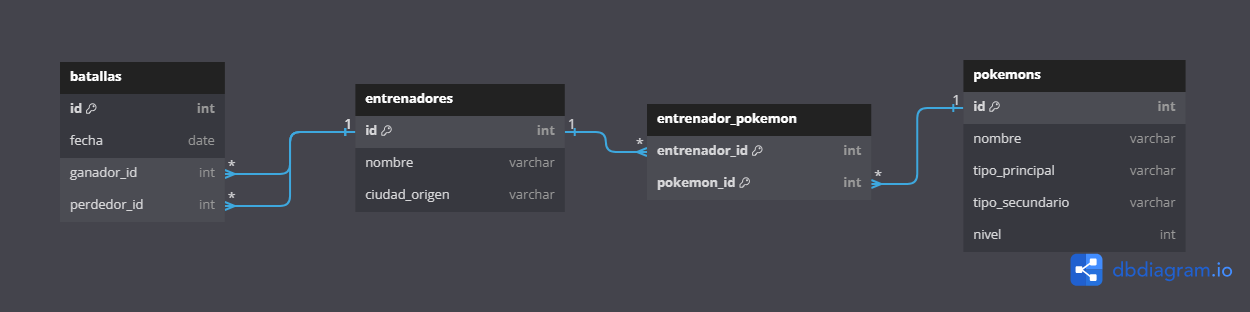 batallas
id int
fecha date
ganador_id int
perdedor_id int
*
*
1
entrenadores
id int
nombre varchar
ciudad_origen varchar
1
*
entrenador_pokemon
entrenador_id int
pokemon_id int
*
1
pokemons
id int
nombre varchar
tipo_principal varchar
tipo_secundario varchar
nivel int
dbdiagram.io